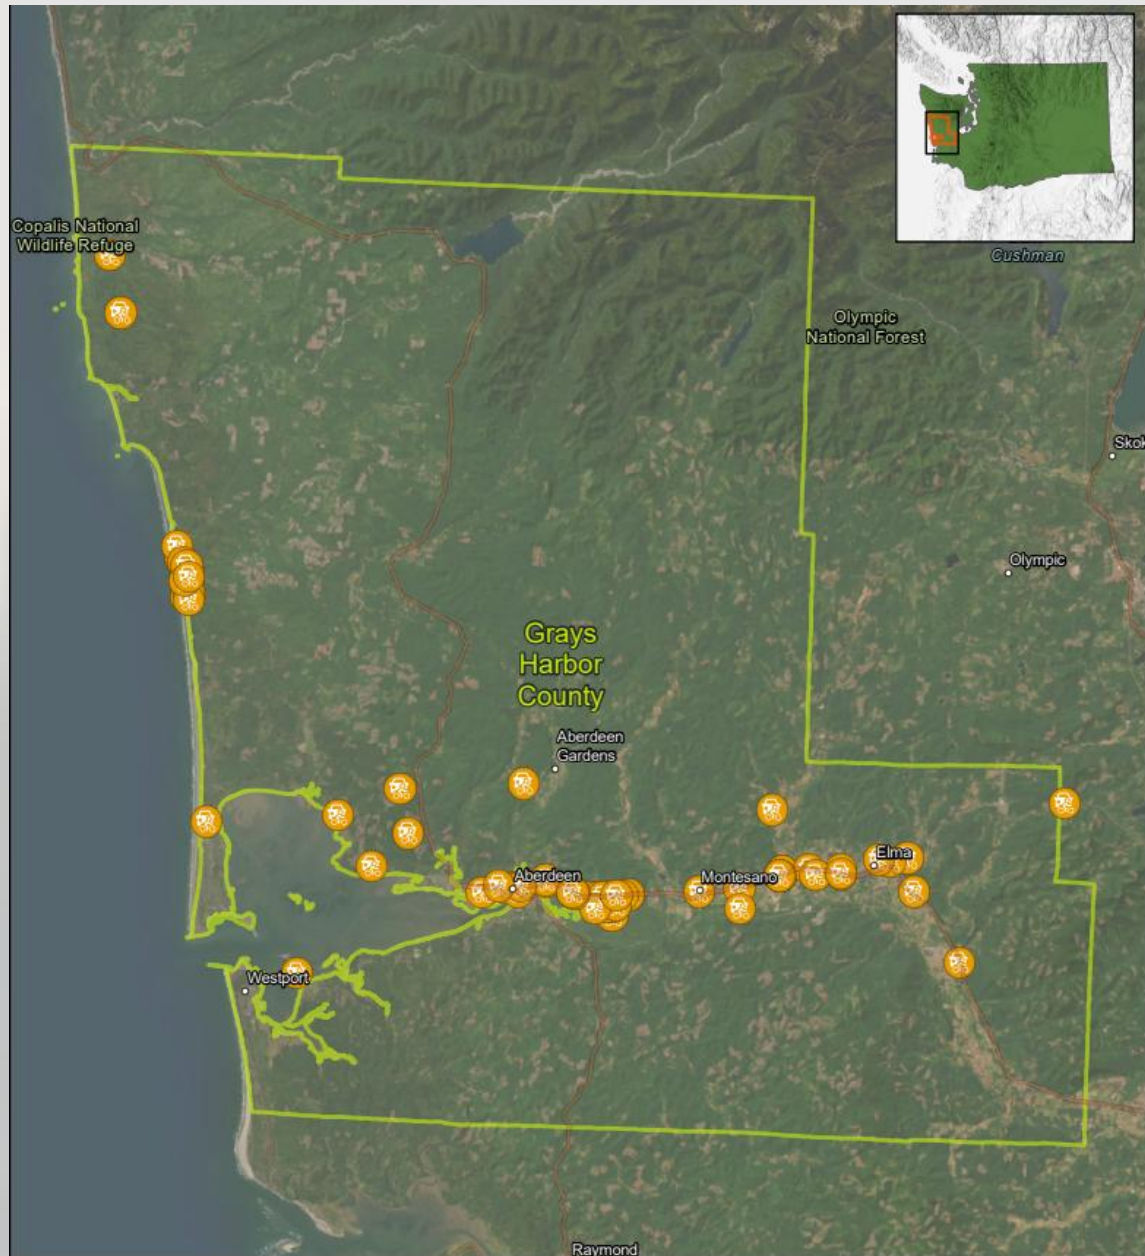 Copalis National
Wildlife Refuge
Cushman
Olympic
National Forest
Skok
Olympic
Grays
Harbor
County
Aberdeen
Gardens
Elma
Aberdeen
Montesano
Westport
Raymond